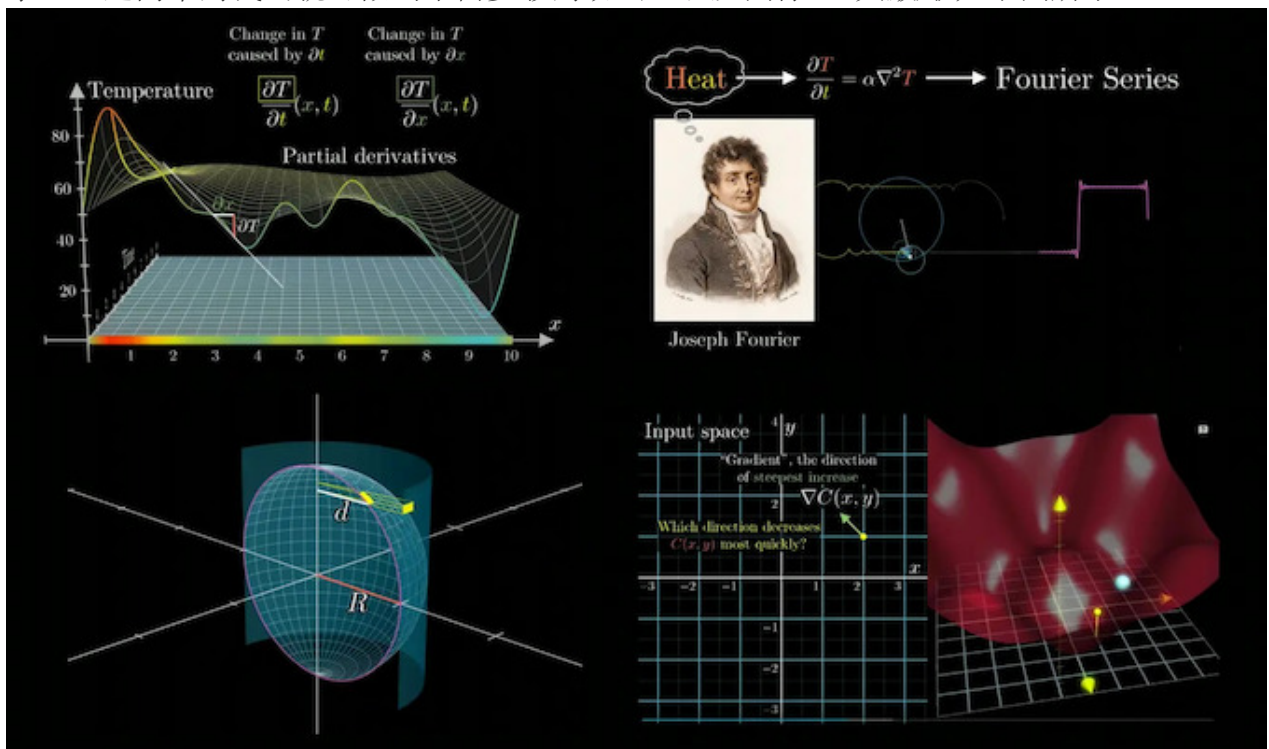 Change in T
caused by ∂t
Change in T
caused by ∂x
∂T/∂t (x, t)
∂T/∂x (x, t)
Temperature
Partial derivatives
80
60
40
20
∂x
∂T
x
1 2 3 4 5 6 7 8 9 10
Heat
∂T/∂t = α∇²T
Fourier Series
Joseph Fourier
d
R
Input space
4 y
"Gradient", the direction
of steepest increase
2
∇C(x, y)
Which direction decreases
C(x, y) most quickly?
x
-3 -2 -1 1 2 3
-1
-2
-3